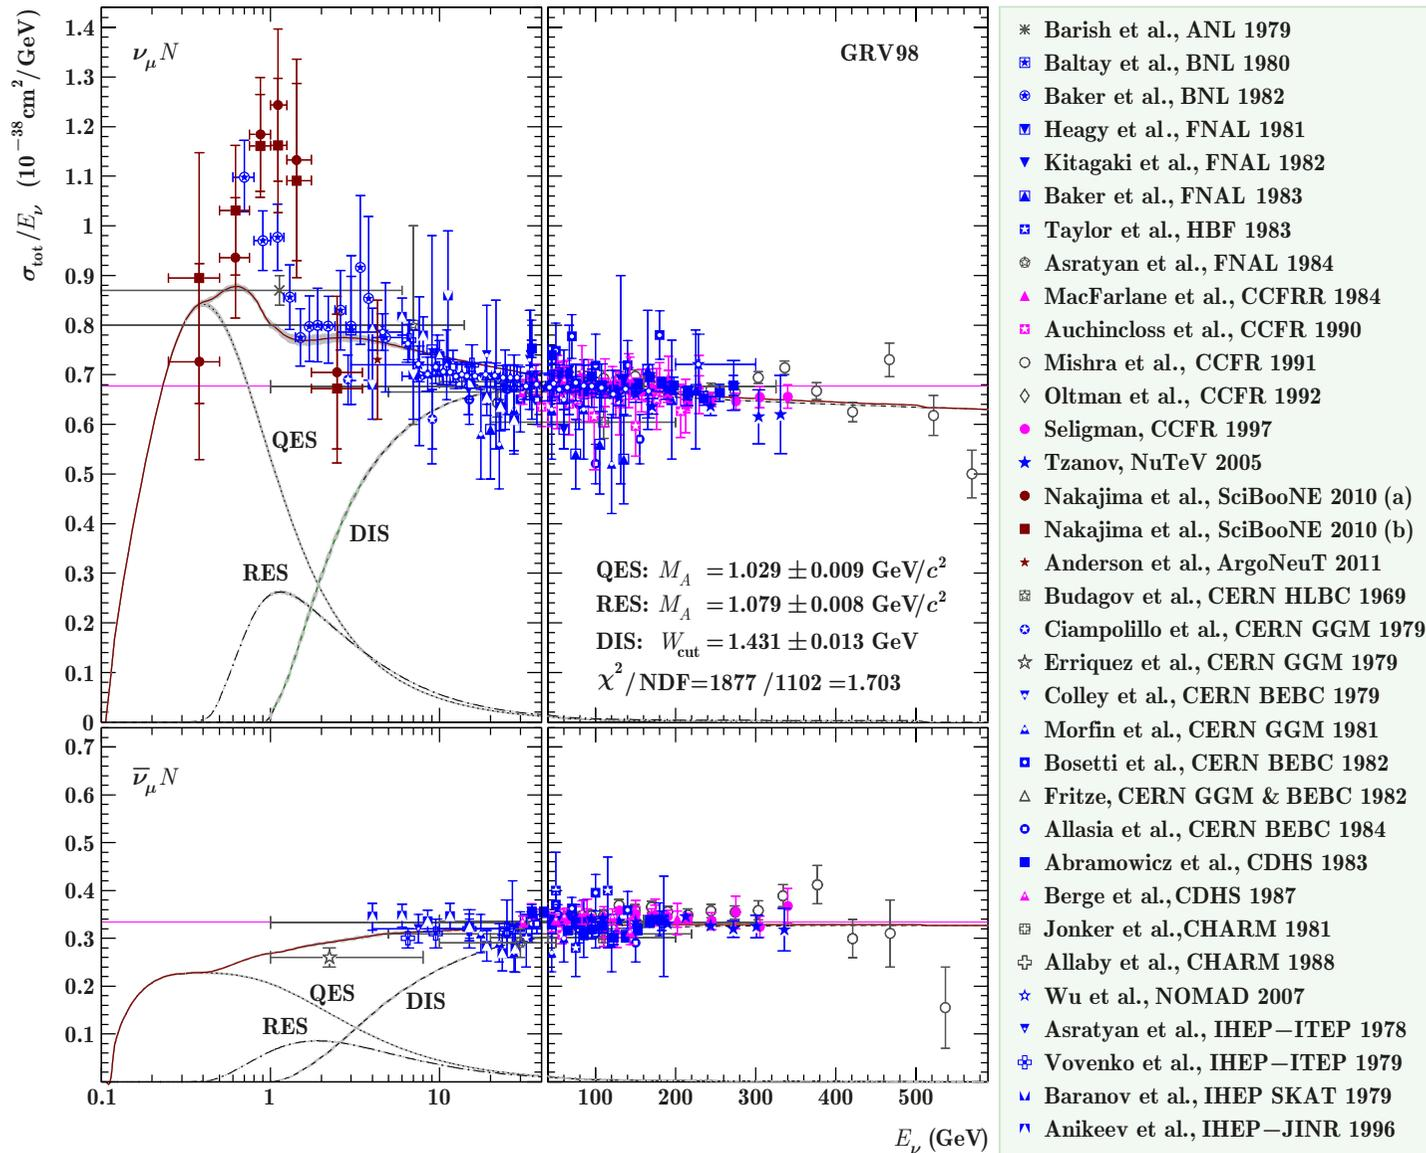 σtot/Eν (10−38cm2/GeV)
1.4
1.3
1.2
1.1
1
0.9
0.8
0.7
0.6
0.5
0.4
0.3
0.2
0.1
0
νμN
GRV98
QES
DIS
RES
QES: MA = 1.029 ± 0.009 GeV/c2
RES: MA = 1.079 ± 0.008 GeV/c2
DIS: Wcut = 1.431 ± 0.013 GeV
χ2/NDF=1877 /1102 =1.703
0.7
0.6
0.5
0.4
0.3
0.2
0.1
ν̅μN
QES
DIS
RES
0.1 1 10 100 200 300 400 500
Eν (GeV)
Barish et al., ANL 1979
Baltay et al., BNL 1980
Baker et al., BNL 1982
Heagy et al., FNAL 1981
Kitagaki et al., FNAL 1982
Baker et al., FNAL 1983
Taylor et al., HBF 1983
Asratyan et al., FNAL 1984
MacFarlane et al., CCFRR 1984
Auchincloss et al., CCFR 1990
Mishra et al., CCFR 1991
Oltman et al., CCFR 1992
Seligman, CCFR 1997
Tzanov, NuTeV 2005
Nakajima et al., SciBooNE 2010 (a)
Nakajima et al., SciBooNE 2010 (b)
Anderson et al., ArgoNeuT 2011
Budagov et al., CERN HLBC 1969
Ciampolillo et al., CERN GGM 1979
Erriquez et al., CERN GGM 1979
Colley et al., CERN BEBC 1979
Morfin et al., CERN GGM 1981
Bosetti et al., CERN BEBC 1982
Fritze, CERN GGM & BEBC 1982
Allasia et al., CERN BEBC 1984
Abramowicz et al., CDHS 1983
Berge et al., CDHS 1987
Jonker et al.,CHARM 1981
Allaby et al., CHARM 1988
Wu et al., NOMAD 2007
Asratyan et al., IHEP−ITEP 1978
Vovenko et al., IHEP−ITEP 1979
Baranov et al., IHEP SKAT 1979
Anikeev et al., IHEP−JINR 1996